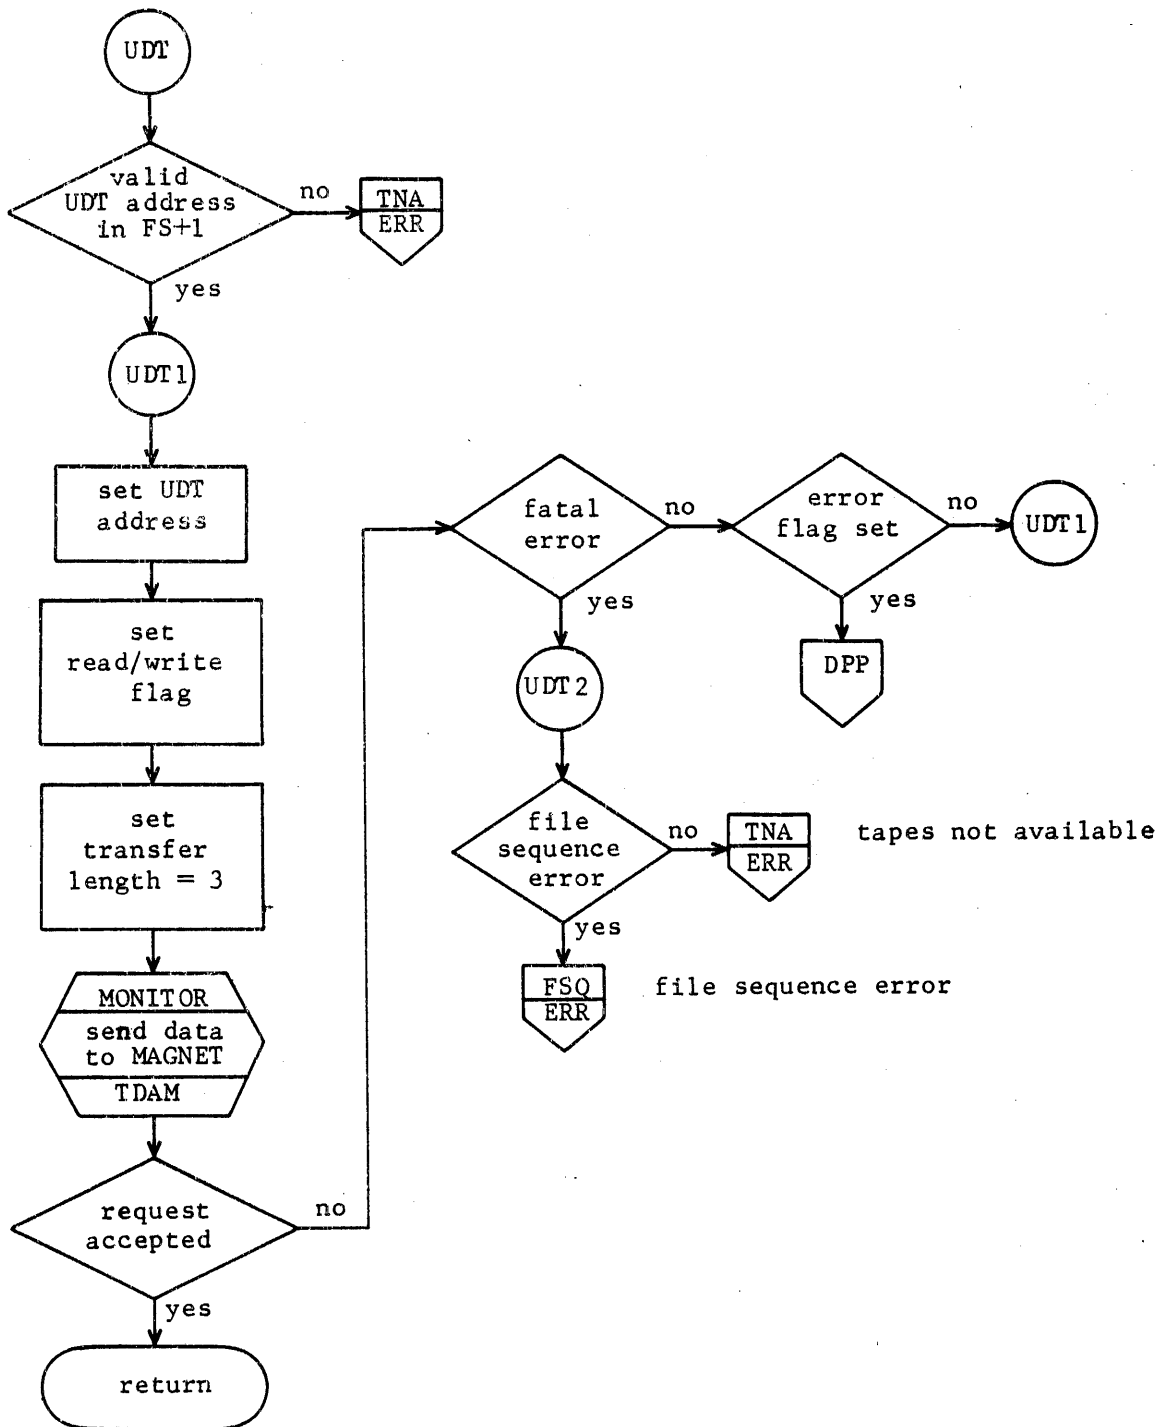 UDT
valid
UDT address
in FS+1
no
TNA
ERR
yes
UDT1
set UDT
address
set
read/write
flag
set
transfer
length = 3
MONITOR
send data
to MAGNET
TDAM
request
accepted
no
yes
return
fatal
error
no
error
flag set
no
UDT1
yes
DPP
yes
UDT2
file
sequence
error
no
TNA
ERR
tapes not available
yes
FSQ
ERR
file sequence error